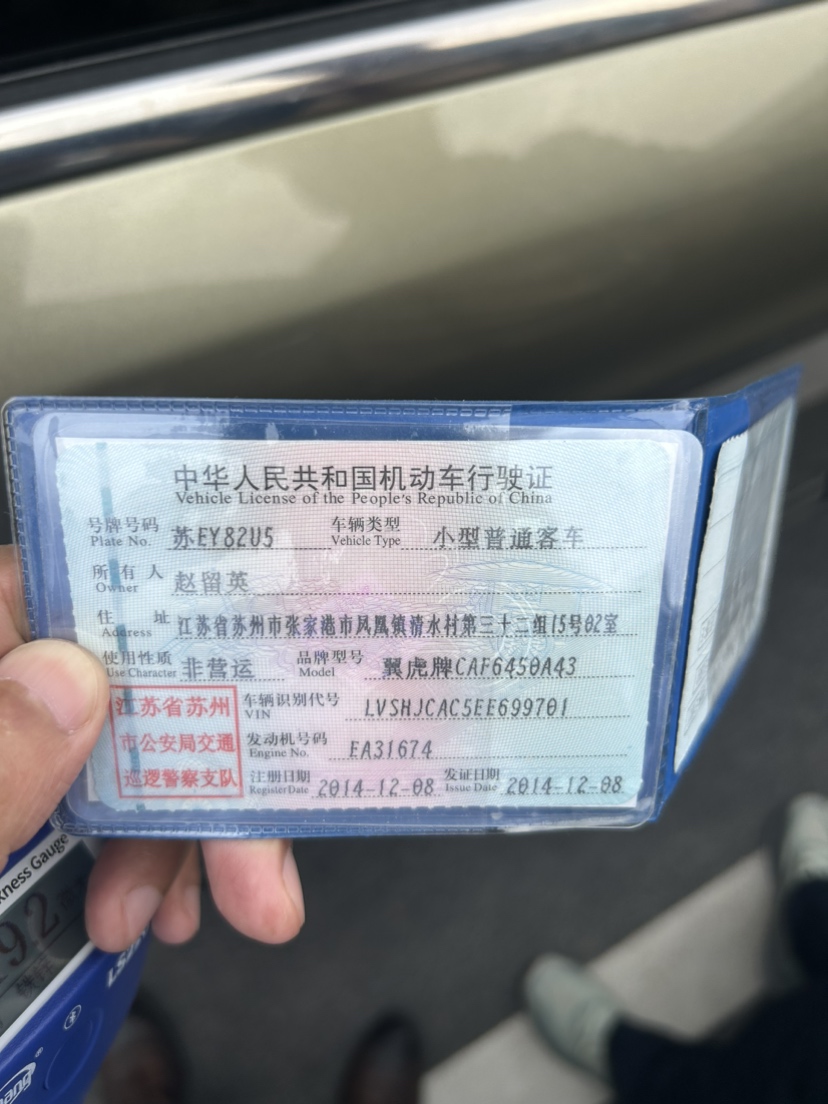 中华人民共和国机动车行驶证
Vehicle License of the People's Republic of China
号牌号码 苏EY82U5 车辆类型 小型普通客车
Plate No. Vehicle Type
所有人 赵留英
Owner
住址 江苏省苏州市张家港市凤凰镇清水村第三十二组15号02室
Address
使用性质 非营运 品牌型号 翼虎牌CAF6450A43
Use Character Model
江苏省苏州 车辆识别代号 LVSHJCAC5EE699701
VIN
市公安局交通 发动机号码 EA31674
Engine No.
巡逻警察支队 注册日期 2014-12-08 发证日期 2014-12-08
Register Date Issue Date
ness Gauge
92